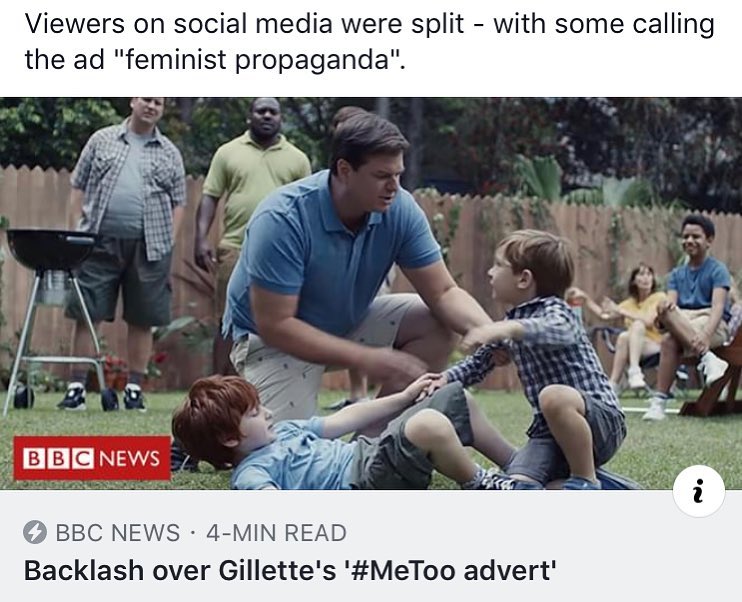 Viewers on social media were split - with some calling
the ad "feminist propaganda".
BBC NEWS
i
BBC NEWS · 4-MIN READ
Backlash over Gillette's '#MeToo advert'